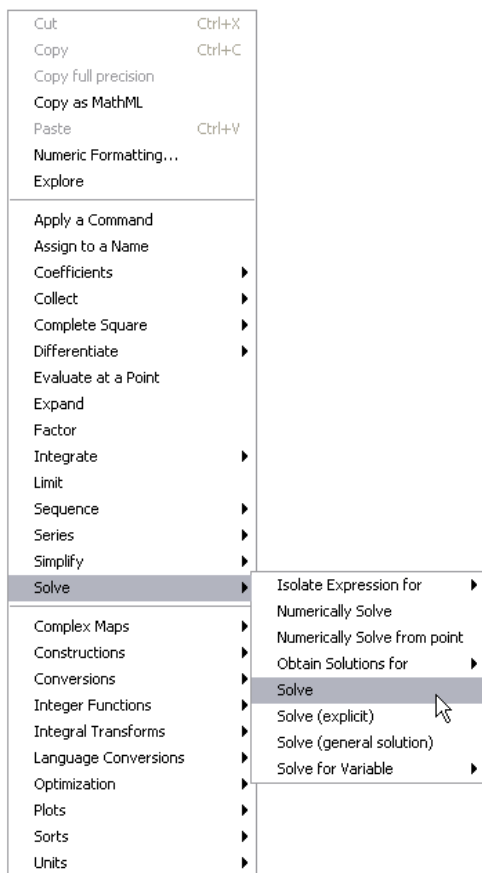 Cut Ctrl+X
Copy Ctrl+C
Copy full precision
Copy as MathML
Paste Ctrl+V
Numeric Formatting...
Explore
Apply a Command
Assign to a Name
Coefficients
Collect
Complete Square
Differentiate
Evaluate at a Point
Expand
Factor
Integrate
Limit
Sequence
Series
Simplify
Solve
Complex Maps
Constructions
Conversions
Integer Functions
Integral Transforms
Language Conversions
Optimization
Plots
Sorts
Units
Isolate Expression for
Numerically Solve
Numerically Solve from point
Obtain Solutions for
Solve
Solve (explicit)
Solve (general solution)
Solve for Variable